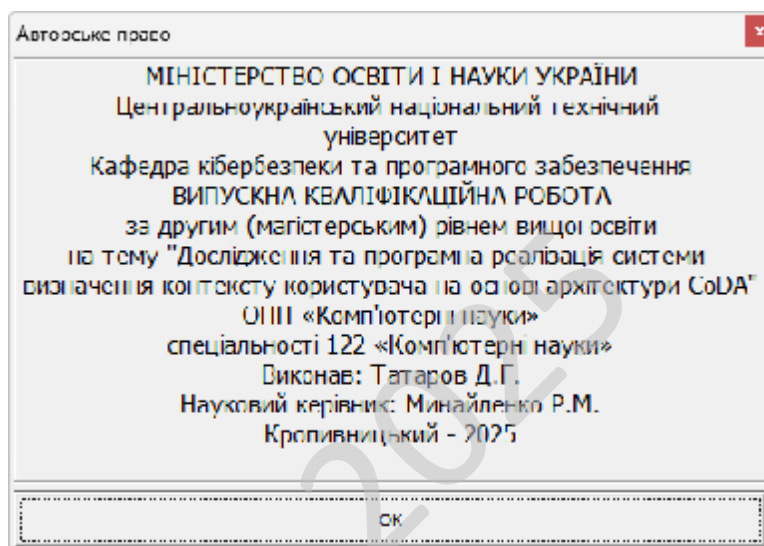 Авторське право
x
МІНІСТЕРСТВО ОСВІТИ І НАУКИ УКРАЇНИ
Центральноукраїнський національний технічний
університет
Кафедра кібербезпеки та програмного забезпечення
ВИПУСКНА КВАЛІФІКАЦІЙНА РОБОТА
за другим (магістерським) рівнем вищої освіти
на тему "Дослідження та програмна реалізація системи
визначення контексту користувача на основі архітектури CoDA"
ОПП «Комп'ютерні науки»
спеціальності 122 «Комп'ютерні науки»
Виконав: Татаров Д.Г.
Науковий керівник: Минайленко Р.М.
Кропивницький - 2025
2025
ОК